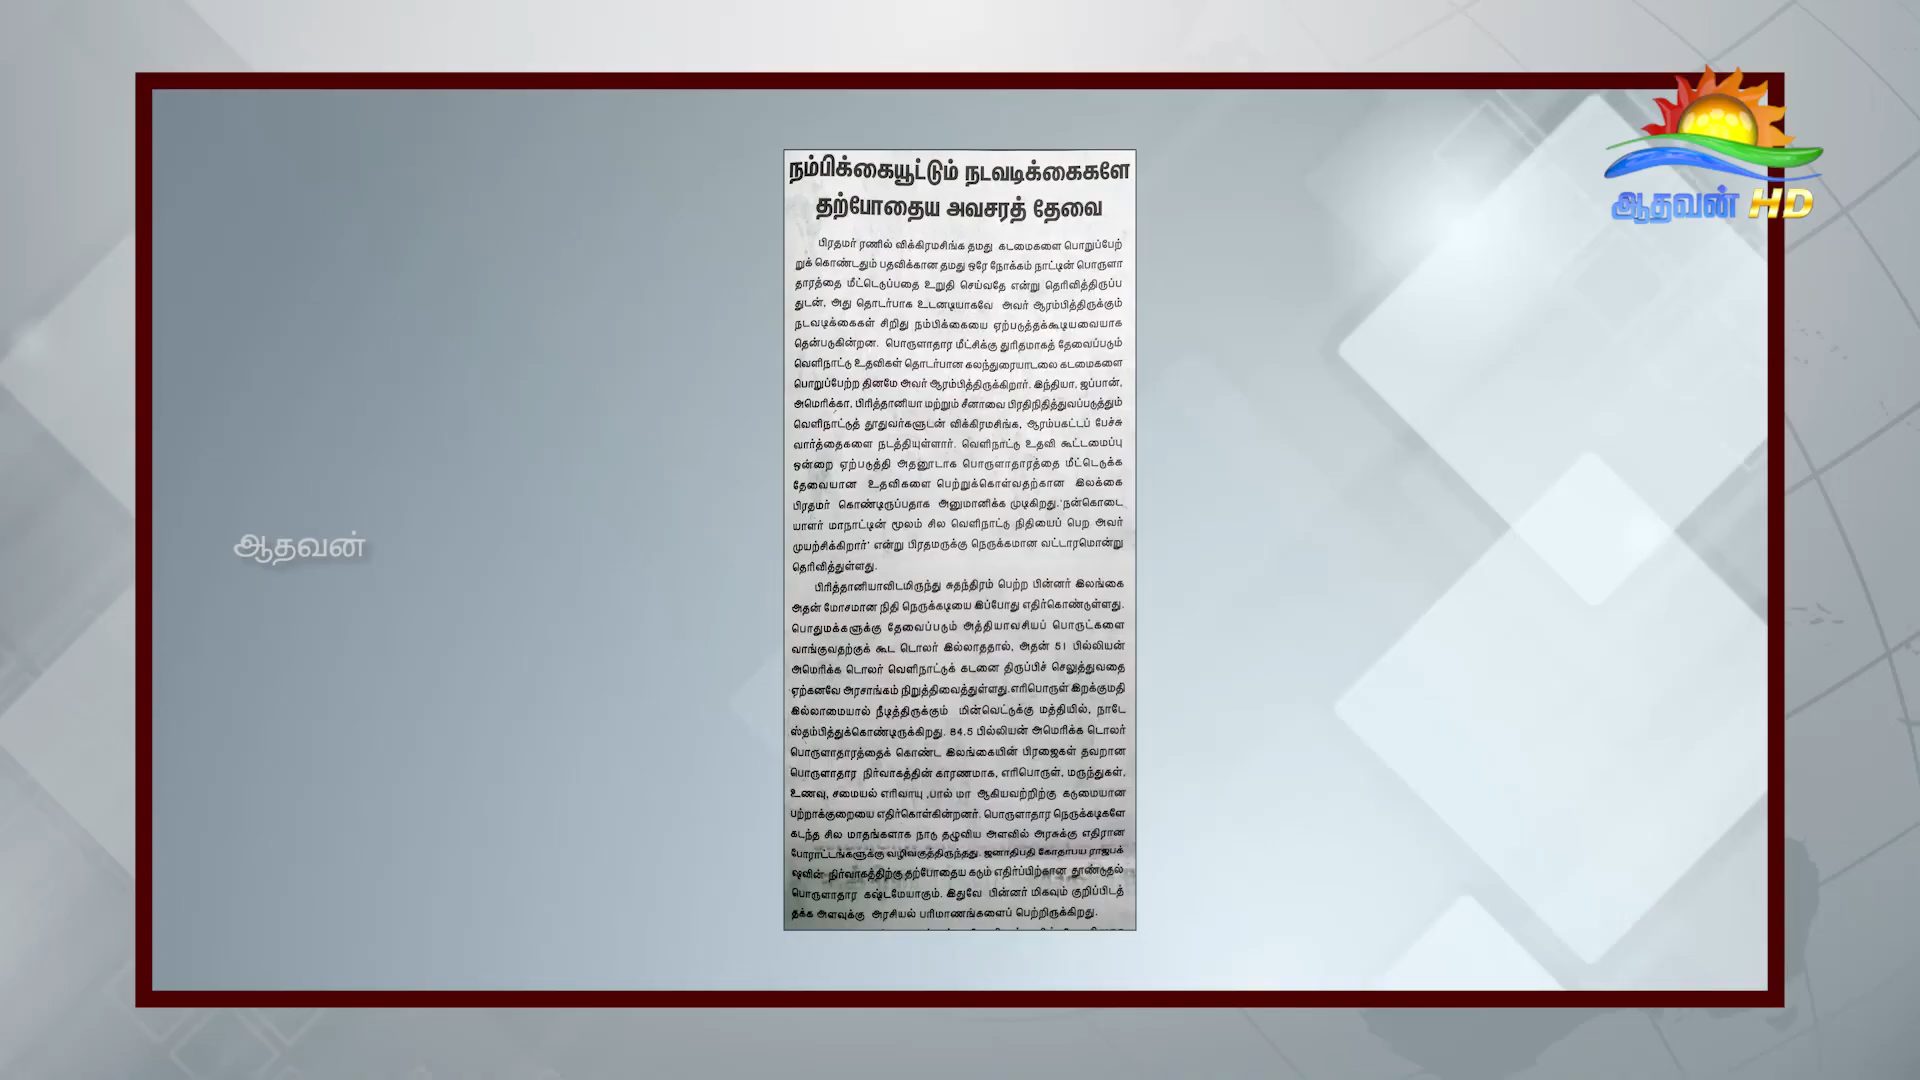 ஆதவன் HD
நம்பிக்கையூட்டும் நடவடிக்கைகளே
தற்போதைய அவசரத் தேவை
பிரதமர் ரணில் விக்கிரமசிங்க தமது கடமைகளை பொறுப்பேற்
றுக் கொண்டதும் பதவிக்கான தமது ஒரே நோக்கம் நாட்டின் பொருளா
தாரத்தை மீட்டெடுப்பதை உறுதி செய்வதே என்று தெரிவித்திருப்ப
துடன், அது தொடர்பாக உடனடியாகவே அவர் ஆரம்பித்திருக்கும்
நடவடிக்கைகள் சிறிது நம்பிக்கையை ஏற்படுத்தக்கூடியவையாக
தென்படுகின்றன. பொருளாதார மீட்சிக்கு துரிதமாகத் தேவைப்படும்
வெளிநாட்டு உதவிகள் தொடர்பான கலந்துரையாடலை கடமைகளை
பொறுப்பேற்ற தினமே அவர் ஆரம்பித்திருக்கிறார். இந்தியா, ஜப்பான்,
அமெரிக்கா, பிரித்தானியா மற்றும் சீனாவை பிரதிநிதித்துவப்படுத்தும்
வெளிநாட்டுத் தூதுவர்களுடன் விக்கிரமசிங்க, ஆரம்பகட்டப் பேச்சு
வார்த்தைகளை நடத்தியுள்ளார். வெளிநாட்டு உதவி கூட்டமைப்பு
ஒன்றை ஏற்படுத்தி அதனூடாக பொருளாதாரத்தை மீட்டெடுக்க
தேவையான உதவிகளை பெற்றுக்கொள்வதற்கான இலக்கை
பிரதமர் கொண்டிருப்பதாக அனுமானிக்க முடிகிறது.'நன்கொடை
யாளர் மாநாட்டின் மூலம் சில வெளிநாட்டு நிதியைப் பெற அவர்
முயற்சிக்கிறார்' என்று பிரதமருக்கு நெருக்கமான வட்டாரமொன்று
தெரிவித்துள்ளது.
பிரித்தானியாவிடமிருந்து சுதந்திரம் பெற்ற பின்னர் இலங்கை
அதன் மோசமான நிதி நெருக்கடியை இப்போது எதிர்கொண்டுள்ளது.
பொதுமக்களுக்கு தேவைப்படும் அத்தியாவசியப் பொருட்களை
வாங்குவதற்குக் கூட டொலர் இல்லாததால், அதன் 51 பில்லியன்
அமெரிக்க டொலர் வெளிநாட்டுக் கடனை திருப்பிச் செலுத்துவதை
ஏற்கனவே அரசாங்கம் நிறுத்திவைத்துள்ளது.எரிபொருள் இறக்குமதி
இல்லாமையால் நீடித்திருக்கும் மின்வெட்டுக்கு மத்தியில், நாடே
ஸ்தம்பித்துக்கொண்டிருக்கிறது. 84.5 பில்லியன் அமெரிக்க டொலர்
பொருளாதாரத்தைக் கொண்ட இலங்கையின் பிரஜைகள் தவறான
பொருளாதார நிர்வாகத்தின் காரணமாக, எரிபொருள், மருந்துகள்,
உணவு, சமையல் எரிவாயு ,பால் மா ஆகியவற்றிற்கு கடுமையான
பற்றாக்குறையை எதிர்கொள்கின்றனர். பொருளாதார நெருக்கடிகளே
கடந்த சில மாதங்களாக நாடு தழுவிய அளவில் அரசுக்கு எதிரான
போராட்டங்களுக்கு வழிவகுத்திருந்தது. ஜனாதிபதி கோதாபய ராஜபக்
ஷவின் நிர்வாகத்திற்கு தற்போதைய கடும் எதிர்ப்பிற்கான தூண்டுதல்
பொருளாதார கஷ்டமேயாகும். இதுவே பின்னர் மிகவும் குறிப்பிடத்
தக்க அளவுக்கு அரசியல் பரிமாணங்களைப் பெற்றிருக்கிறது.
ஆதவன்